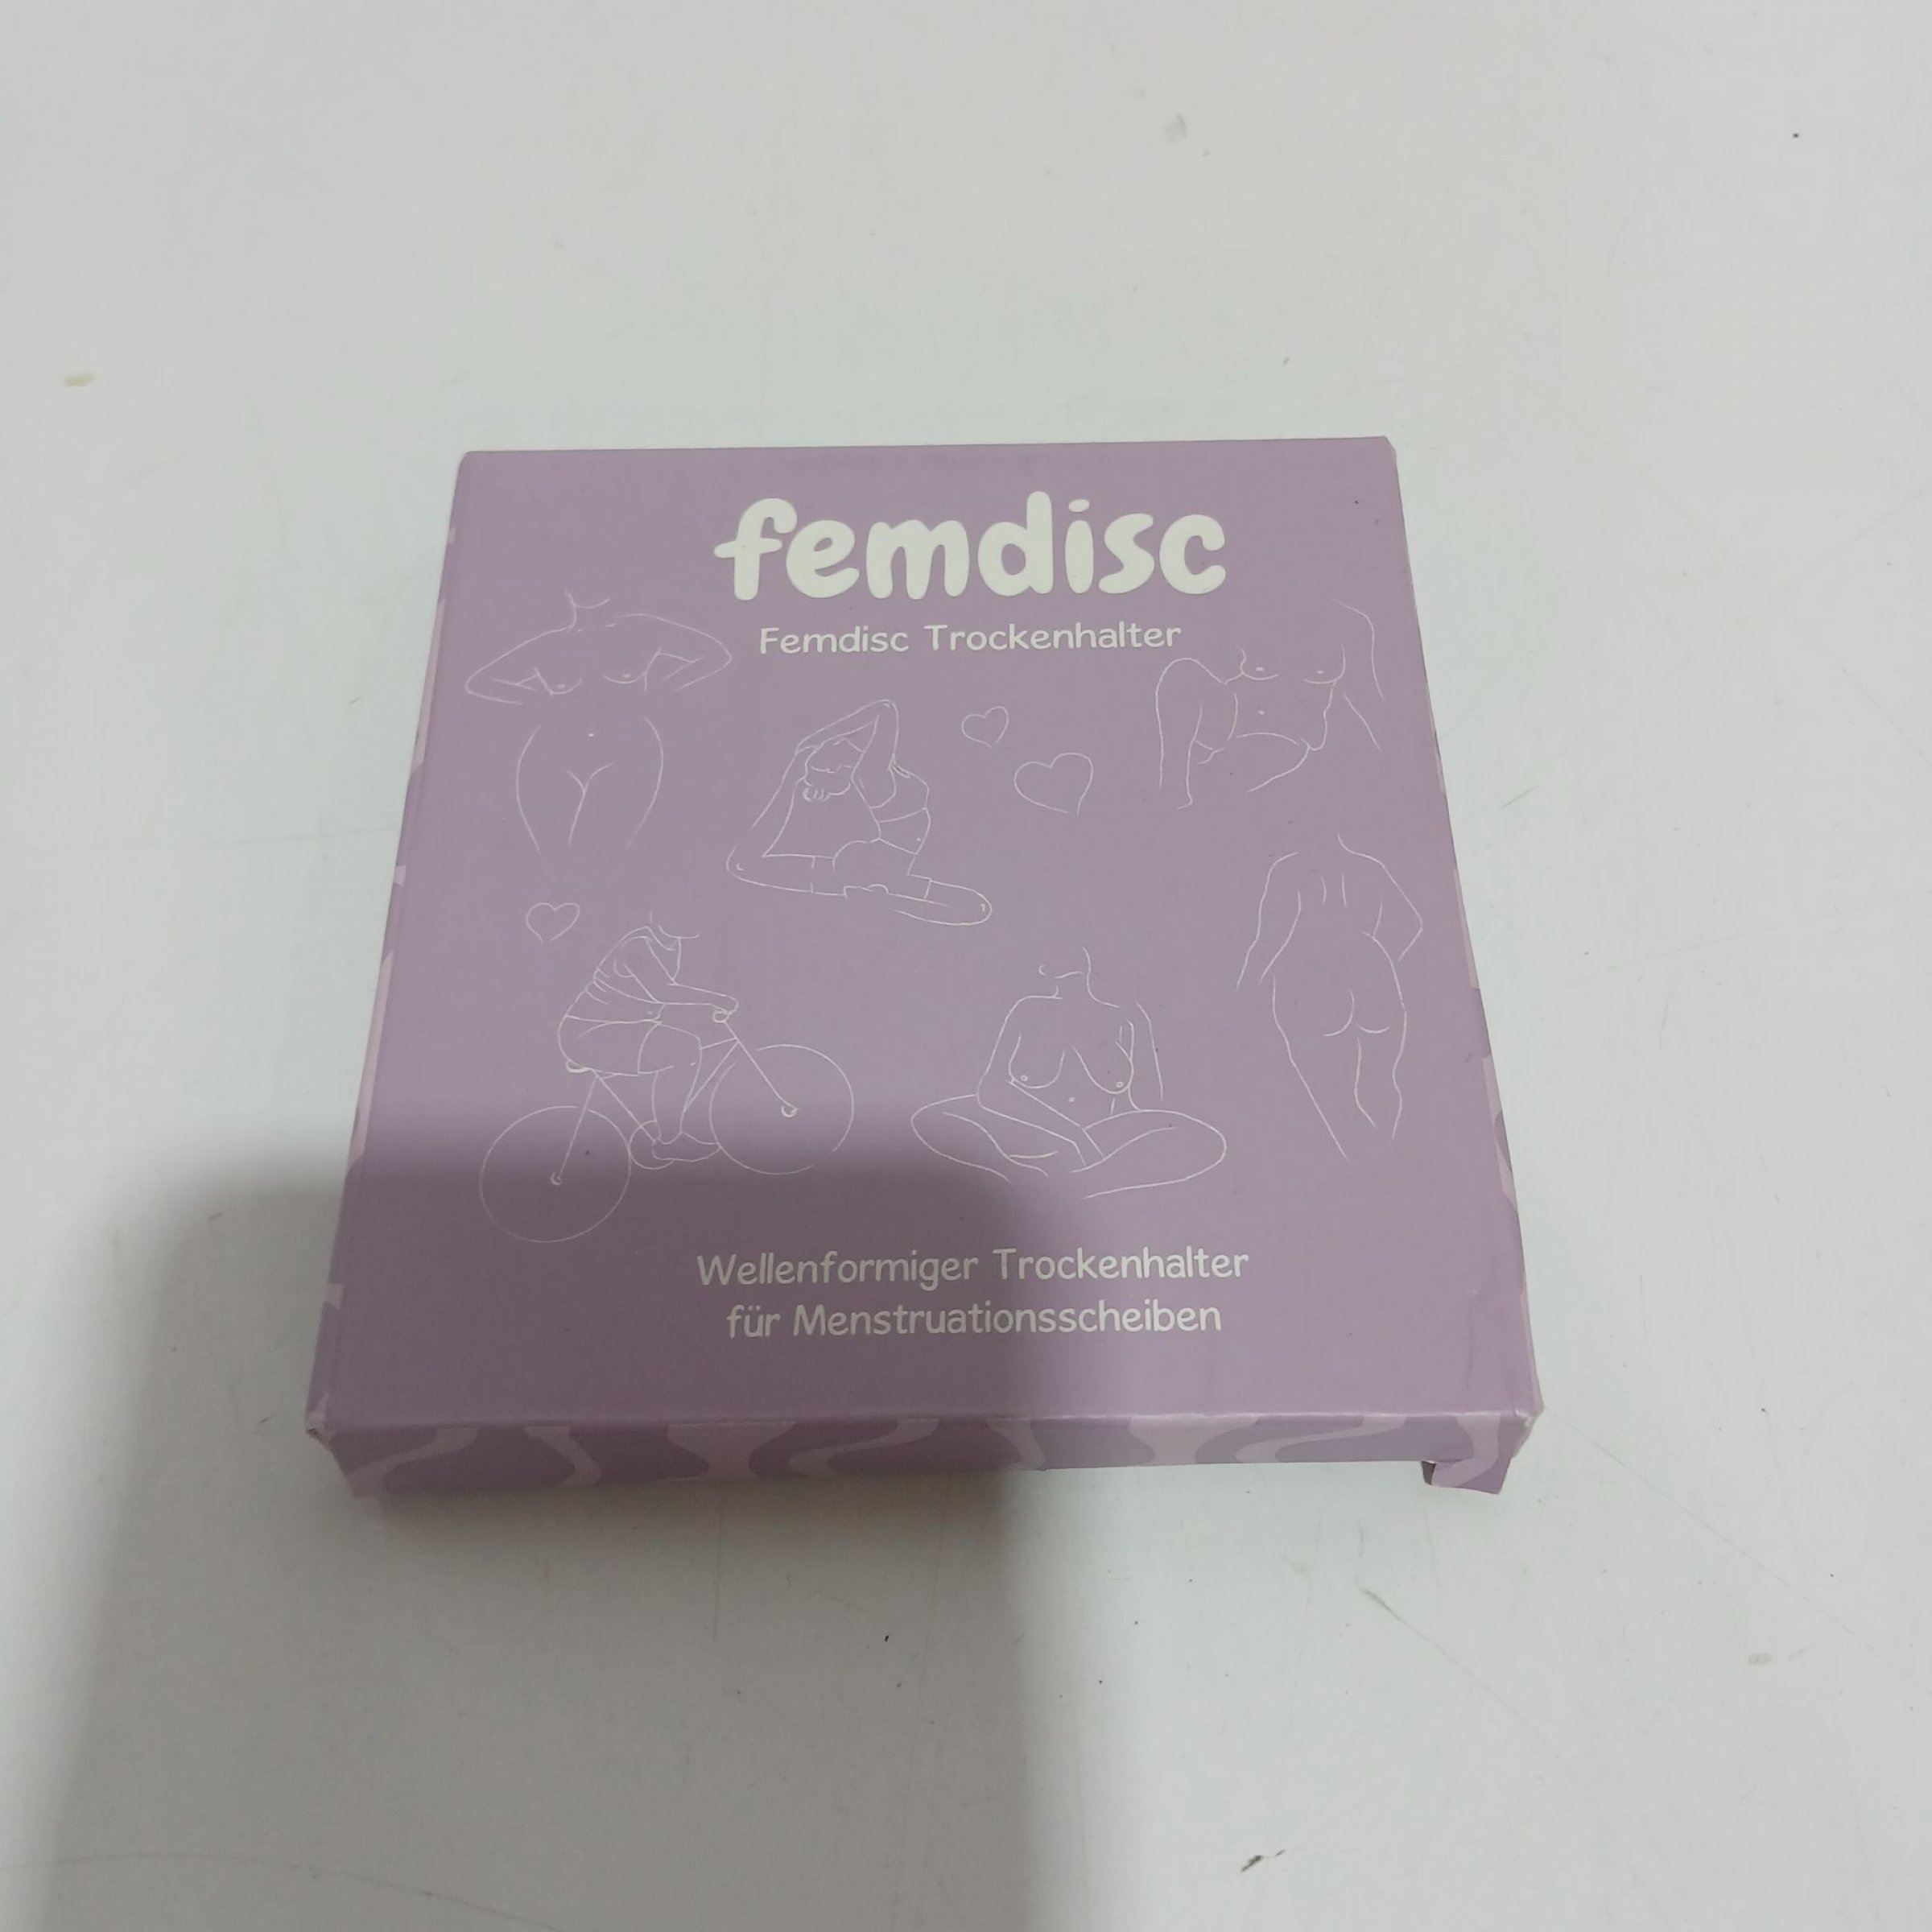 femdisc
Femdisc Trockenhalter
Wellenformiger Trockenhalter
für Menstruationsscheiben